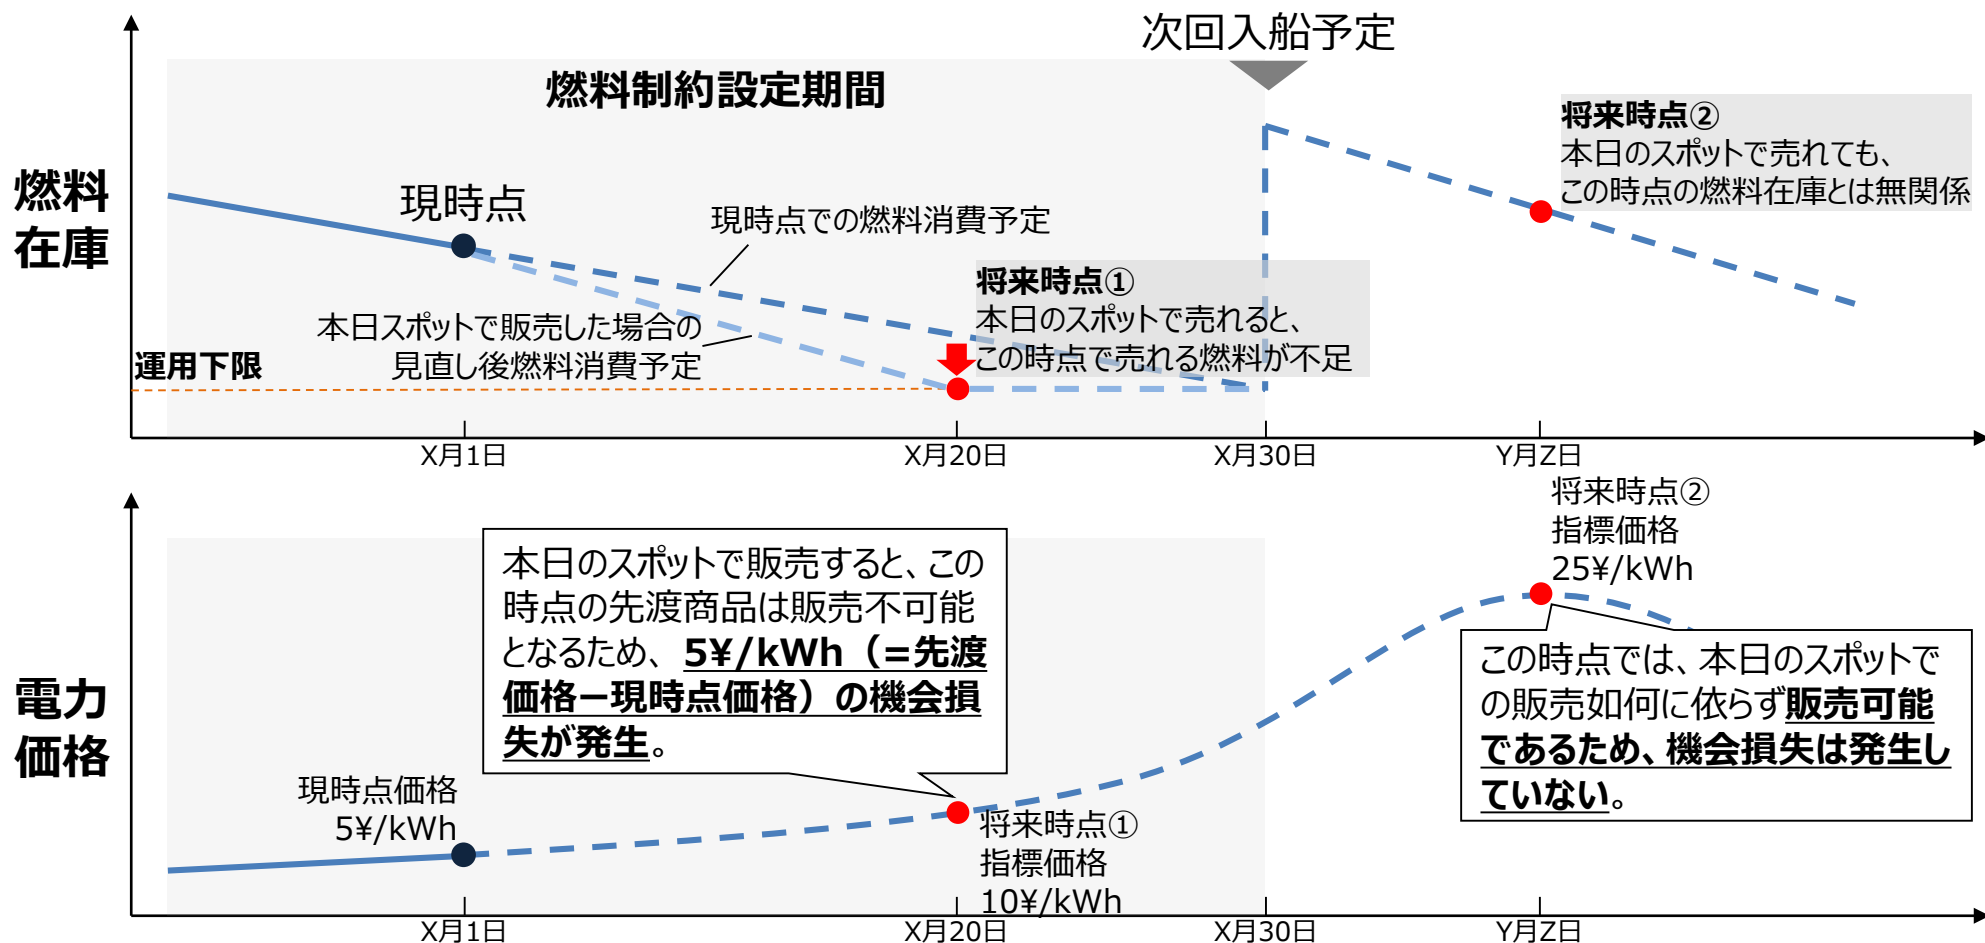 次回入船予定
燃料制約設定期間
燃料
在庫
現時点
現時点での燃料消費予定
将来時点②
本日のスポットで売れても、
この時点の燃料在庫とは無関係
将来時点①
本日のスポットで売れると、
この時点で売れる燃料が不足
本日スポットで販売した場合の
見直し後燃料消費予定
運用下限
X月1日
X月20日
X月30日
Y月Z日
電力
価格
将来時点②
指標価格
25¥/kWh
本日のスポットで販売すると、この
時点の先渡商品は販売不可能
となるため、5¥/kWh（=先渡
価格－現時点価格）の機会損
失が発生。
この時点では、本日のスポットで
の販売如何に依らず販売可能
であるため、機会損失は発生し
ていない。
現時点価格
5¥/kWh
将来時点①
指標価格
10¥/kWh
X月1日
X月20日
X月30日
Y月Z日